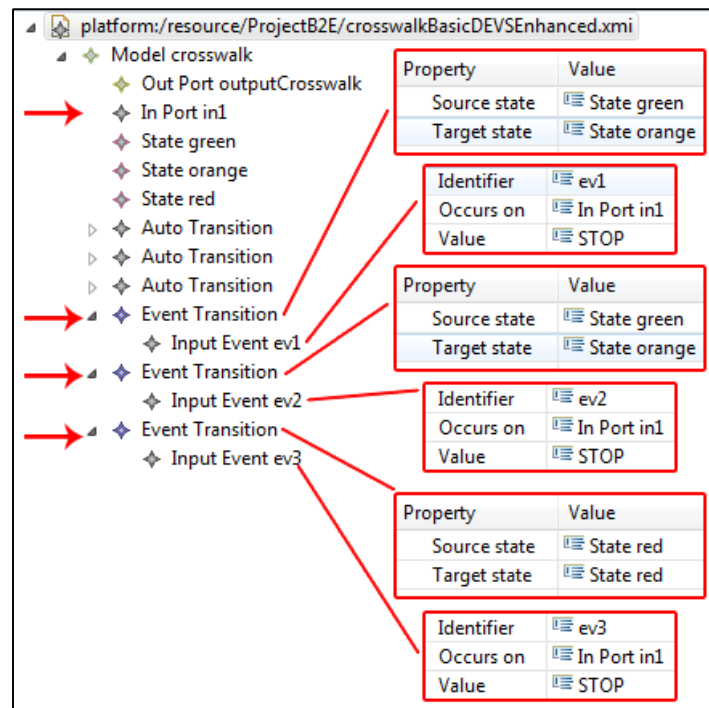 platform:/resource/ProjectB2E/crosswalkBasicDEVSEnhanced.xmi
Model crosswalk
Out Port outputCrosswalk
In Port in1
State green
State orange
State red
Auto Transition
Auto Transition
Auto Transition
Event Transition
Input Event ev1
Event Transition
Input Event ev2
Event Transition
Input Event ev3
Property Value
Source state State green
Target state State orange
Identifier ev1
Occurs on In Port in1
Value STOP
Property Value
Source state State green
Target state State orange
Identifier ev2
Occurs on In Port in1
Value STOP
Property Value
Source state State red
Target state State red
Identifier ev3
Occurs on In Port in1
Value STOP